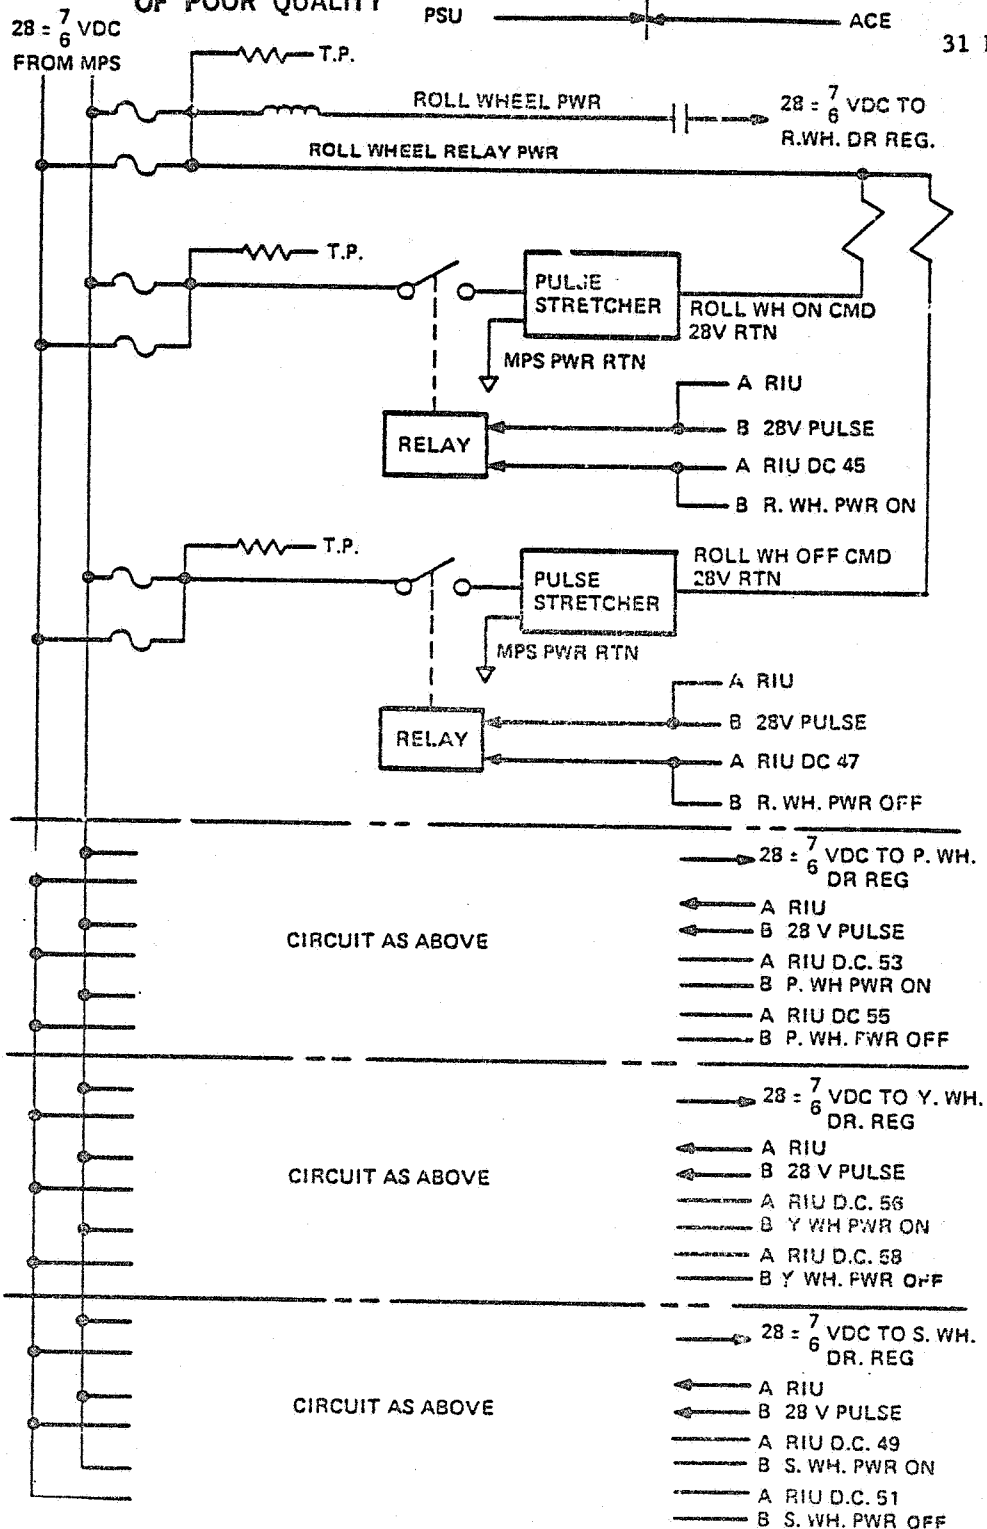 OF POOR QUALITY
PSU
ACE
31
28 ± 7/6 VDC
FROM MPS
T.P.
ROLL WHEEL PWR
28 ± 7/6 VDC TO
R.WH. DR REG.
ROLL WHEEL RELAY PWR
T.P.
PULSE
STRETCHER
ROLL WH ON CMD
28V RTN
MPS PWR RTN
A RIU
B 28V PULSE
RELAY
A RIU DC 45
B R. WH. PWR ON
T.P.
PULSE
STRETCHER
ROLL WH OFF CMD
28V RTN
MPS PWR RTN
A RIU
B 28V PULSE
RELAY
A RIU DC 47
B R. WH. PWR OFF
28 ± 7/6 VDC TO P. WH.
DR REG
A RIU
B 28 V PULSE
CIRCUIT AS ABOVE
A RIU D.C. 53
B P. WH PWR ON
A RIU DC 55
B P. WH. PWR OFF
28 ± 7/6 VDC TO Y. WH.
DR. REG
A RIU
B 28 V PULSE
CIRCUIT AS ABOVE
A RIU D.C. 56
B Y WH PWR ON
A RIU D.C. 58
B Y WH. PWR OFF
28 ± 7/6 VDC TO S. WH.
DR. REG
A RIU
B 28 V PULSE
CIRCUIT AS ABOVE
A RIU D.C. 49
B S. WH. PWR ON
A RIU D.C. 51
B S. WH. PWR OFF